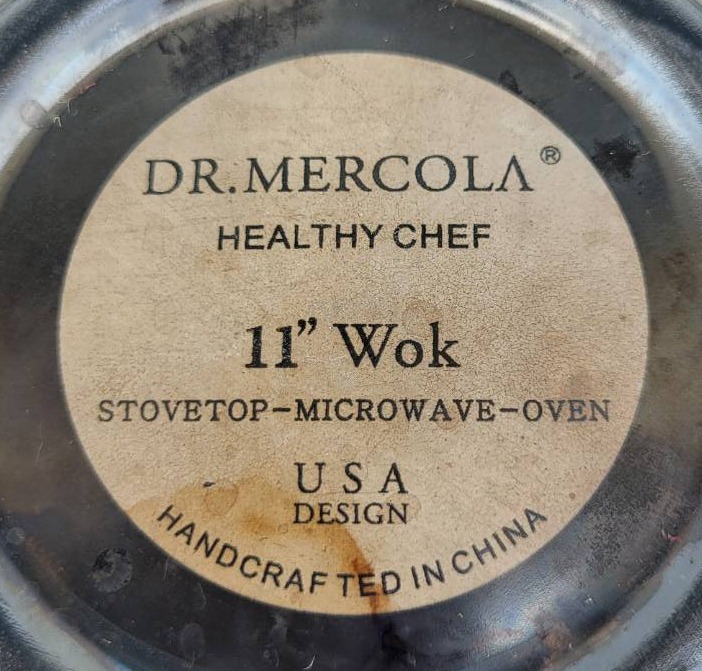 DR.MERCOLA®
HEALTHY CHEF
11” Wok
STOVETOP-MICROWAVE-OVEN
USA
DESIGN
HANDCRAFTED IN CHINA